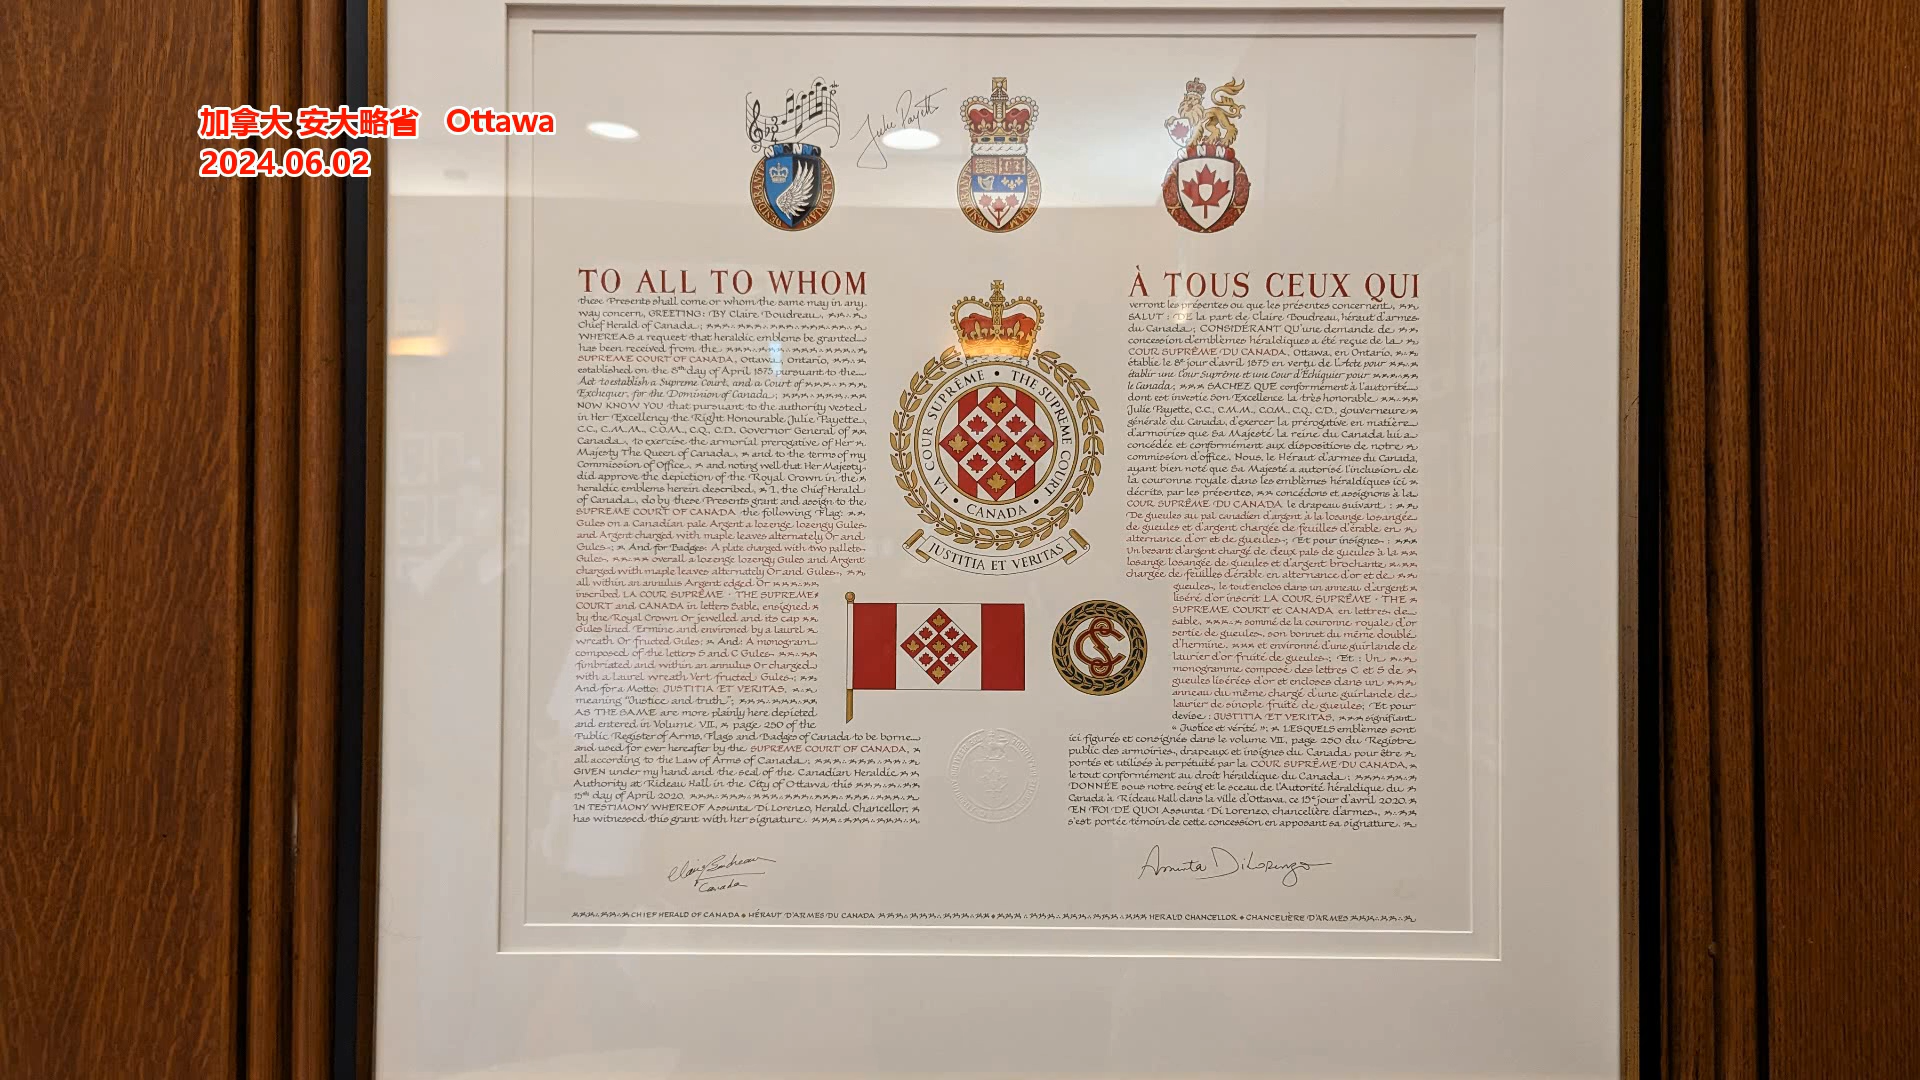 加拿大 安大略省 Ottawa
2024.06.02
Julie Payette
DESIDERANTES MELIOREM PATRIAM
TO ALL TO WHOM
these Presents shall come or whom the same may in any
way concern, GREETING: BY Claire Boudreau,
Chief Herald of Canada;
WHEREAS a request that heraldic emblems be granted
has been received from the
SUPREME COURT OF CANADA, Ottawa, Ontario,
established on the 8th day of April 1875 pursuant to the
Act to establish a Supreme Court, and a Court of
Exchequer, for the Dominion of Canada;
NOW KNOW YOU that pursuant to the authority vested
in Her Excellency the Right Honourable Julie Payette,
C.C., C.M.M., C.O.M., C.Q., C.D. Governor General of
Canada, to exercise the armorial prerogative of Her
Majesty The Queen of Canada, and to the terms of my
Commission of Office, and noting well that Her Majesty
did approve the depiction of the Royal Crown in the
heraldic emblems herein described, I, the Chief Herald
of Canada, do by these Presents grant and assign to the
SUPREME COURT OF CANADA the following Flag:
Gules on a Canadian pale Argent a lozenge lozengy Gules
and Argent charged with maple leaves alternately Or and
Gules; And for Badges: A plate charged with two pallets
Gules, overall a lozenge lozengy Gules and Argent
charged with maple leaves alternately Or and Gules,
all within an annulus Argent edged Or
inscribed LA COUR SUPRÊME · THE SUPREME
COURT and CANADA in letters Sable, ensigned
by the Royal Crown Or jewelled and its cap
Gules lined Ermine and environed by a laurel
wreath Or fructed Gules; And: A monogram
composed of the letters S and C Gules
fimbriated and within an annulus Or charged
with a Laurel wreath Vert fructed Gules;
And for a Motto: JUSTITIA ET VERITAS,
meaning "Justice and truth";
AS THE SAME are more plainly here depicted
and entered in Volume VII, page 250 of the
Public Register of Arms, Flags and Badges of Canada to be borne
and used for ever hereafter by the SUPREME COURT OF CANADA,
all according to the Law of Arms of Canada;
GIVEN under my hand and the seal of the Canadian Heraldic
Authority at Rideau Hall in the City of Ottawa this
15th day of April 2020.
IN TESTIMONY WHEREOF Assunta Di Lorenzo, Herald Chancellor,
has witnessed this grant with her signature.
LA COUR SUPRÊME • THE SUPREME COURT
• CANADA •
JUSTITIA ET VERITAS
À TOUS CEUX QUI
verront les présentes ou que les présentes concernent,
SALUT : DE la part de Claire Boudreau, héraut d'armes
du Canada; CONSIDÉRANT QU'une demande de
concession d'emblèmes héraldiques a été reçue de la
COUR SUPRÊME DU CANADA, Ottawa, en Ontario,
établie le 8e jour d'avril 1875 en vertu de l'Acte pour
établir une Cour Suprême et une Cour d'Échiquier pour
le Canada; SACHEZ QUE conformément à l'autorité
dont est investie Son Excellence la très honorable
Julie Payette, C.C., C.M.M., C.O.M., C.Q., C.D., gouverneure
générale du Canada, d'exercer la prérogative en matière
d'armoiries que Sa Majesté la reine du Canada lui a
concédée et conformément aux dispositions de notre
commission d'office, Nous, le Héraut d'armes du Canada,
ayant bien noté que Sa Majesté a autorisé l'inclusion de
la couronne royale dans les emblèmes héraldiques ici
décrits, par les présentes, concédons et assignons à la
COUR SUPRÊME DU CANADA le drapeau suivant :
De gueules au pal canadien d'argent à la losange losangée
de gueules et d'argent chargée de feuilles d'érable en
alternance d'or et de gueules; Et pour insignes :
Un besant d'argent chargé de deux pals de gueules à la
losange losangée de gueules et d'argent brochante
chargée de feuilles d'érable en alternance d'or et de
gueules, le tout enclos dans un anneau d'argent
liséré d'or inscrit LA COUR SUPRÊME · THE
SUPREME COURT et CANADA en lettres de
sable, sommé de la couronne royale d'or
sertie de gueules, son bonnet du même doublé
d'hermine, et environné d'une guirlande de
laurier d'or fruité de gueules; Et : Un
monogramme composé des lettres C et S de
gueules lisérées d'or et encloses dans un
anneau du même chargé d'une guirlande de
laurier de sinople fruité de gueules; Et pour
devise : JUSTITIA ET VERITAS, signifiant
« Justice et vérité »; LESQUELS emblèmes sont
ici figurés et consignés dans le volume VII, page 250 du Registre
public des armoiries, drapeaux et insignes du Canada pour être
portés et utilisés à perpétuité par la COUR SUPRÊME DU CANADA,
le tout conformément au droit héraldique du Canada;
DONNÉE sous notre seing et le sceau de l'Autorité héraldique du
Canada à Rideau Hall dans la ville d'Ottawa, ce 15e jour d'avril 2020.
EN FOI DE QUOI Assunta Di Lorenzo, chancelière d'armes,
s'est portée témoin de cette concession en apposant sa signature.
Claire Boudreau
Canada
Assunta Di Lorenzo
CHIEF HERALD OF CANADA • HÉRAUT D'ARMES DU CANADA HERALD CHANCELLOR • CHANCELIÈRE D'ARMES